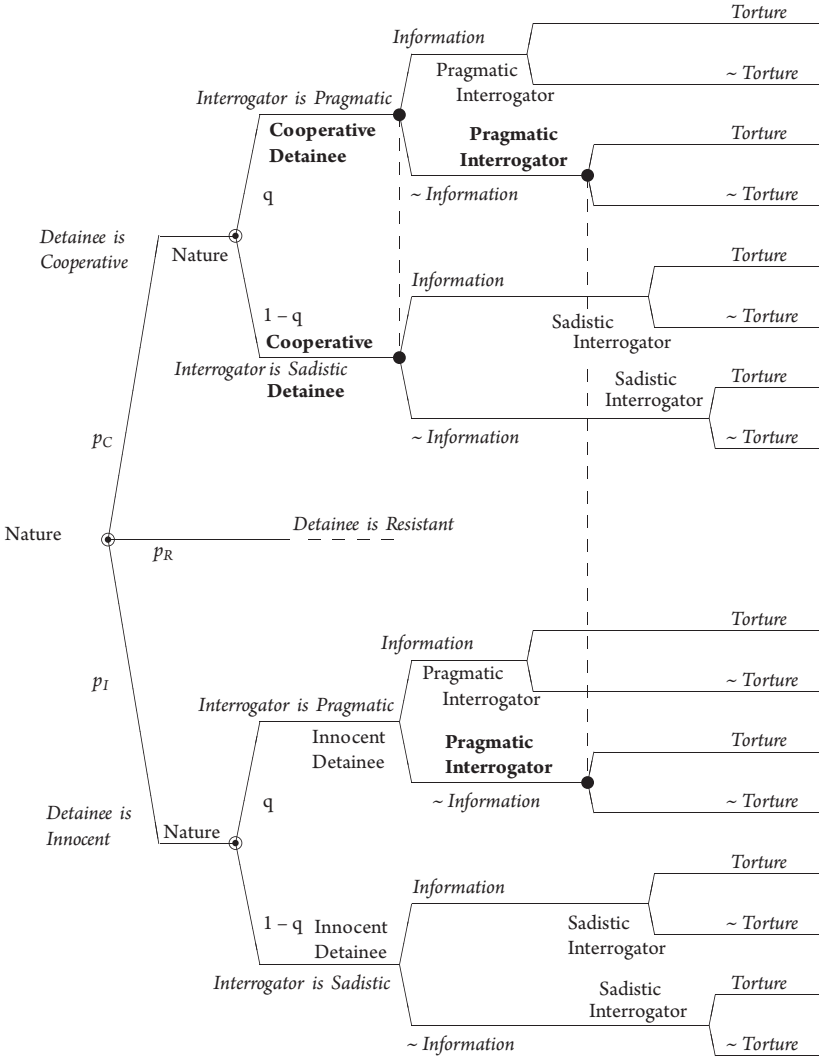 Torture
Information
Pragmatic
Interrogator
~ Torture
Interrogator is Pragmatic
Cooperative
Detainee
Pragmatic
Interrogator
Torture
q
~ Information
~ Torture
Detainee is
Cooperative
Nature
Torture
Information
1 – q
Sadistic
Interrogator
~ Torture
Cooperative
Interrogator is Sadistic
Detainee
Sadistic
Interrogator
Torture
~ Information
~ Torture
pC
Nature
Detainee is Resistant
pR
pI
Torture
Information
Pragmatic
Interrogator
~ Torture
Interrogator is Pragmatic
Innocent
Detainee
Pragmatic
Interrogator
Torture
~ Information
~ Torture
q
Detainee is
Innocent
Nature
Torture
Information
1 – q
Innocent
Detainee
Sadistic
Interrogator
~ Torture
Interrogator is Sadistic
Sadistic
Interrogator
Torture
~ Information
~ Torture